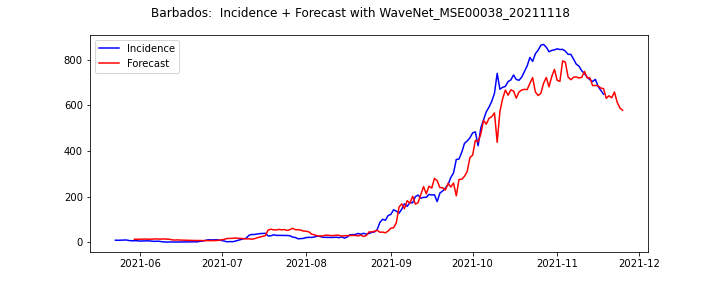 Barbados:  Incidence + Forecast with WaveNet_MSE00038_20211118
Incidence
Forecast
800
600
400
200
0
2021-06 2021-07 2021-08 2021-09 2021-10 2021-11 2021-12